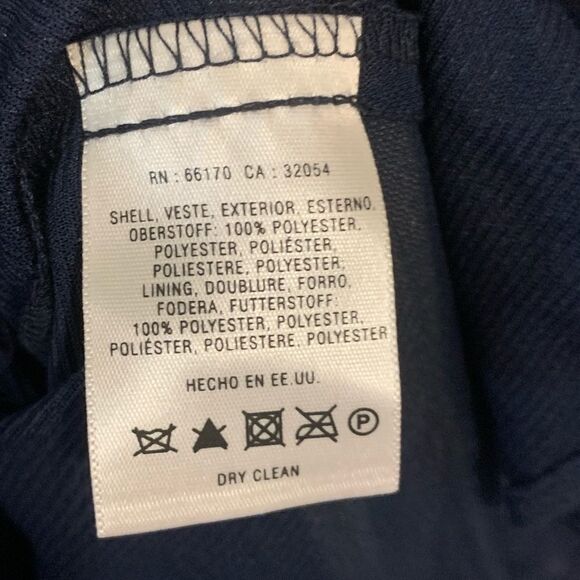 RN : 66170 CA : 32054
SHELL, VESTE, EXTERIOR, ESTERNO,
OBERSTOFF: 100% POLYESTER,
POLYESTER, POLIÉSTER,
POLIESTERE, POLYESTER,
LINING, DOUBLURE, FORRO,
FODERA, FUTTERSTOFF:
100% POLYESTER, POLYESTER,
POLIÉSTER, POLIESTERE, POLYESTER
HECHO EN EE.UU.
P
DRY CLEAN